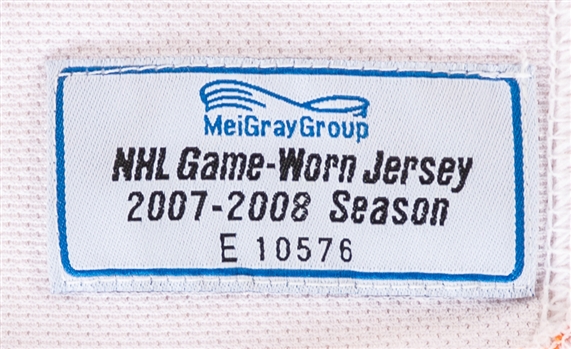 MeiGrayGroup
NHL Game-Worn Jersey
2007-2008 Season
E 10576